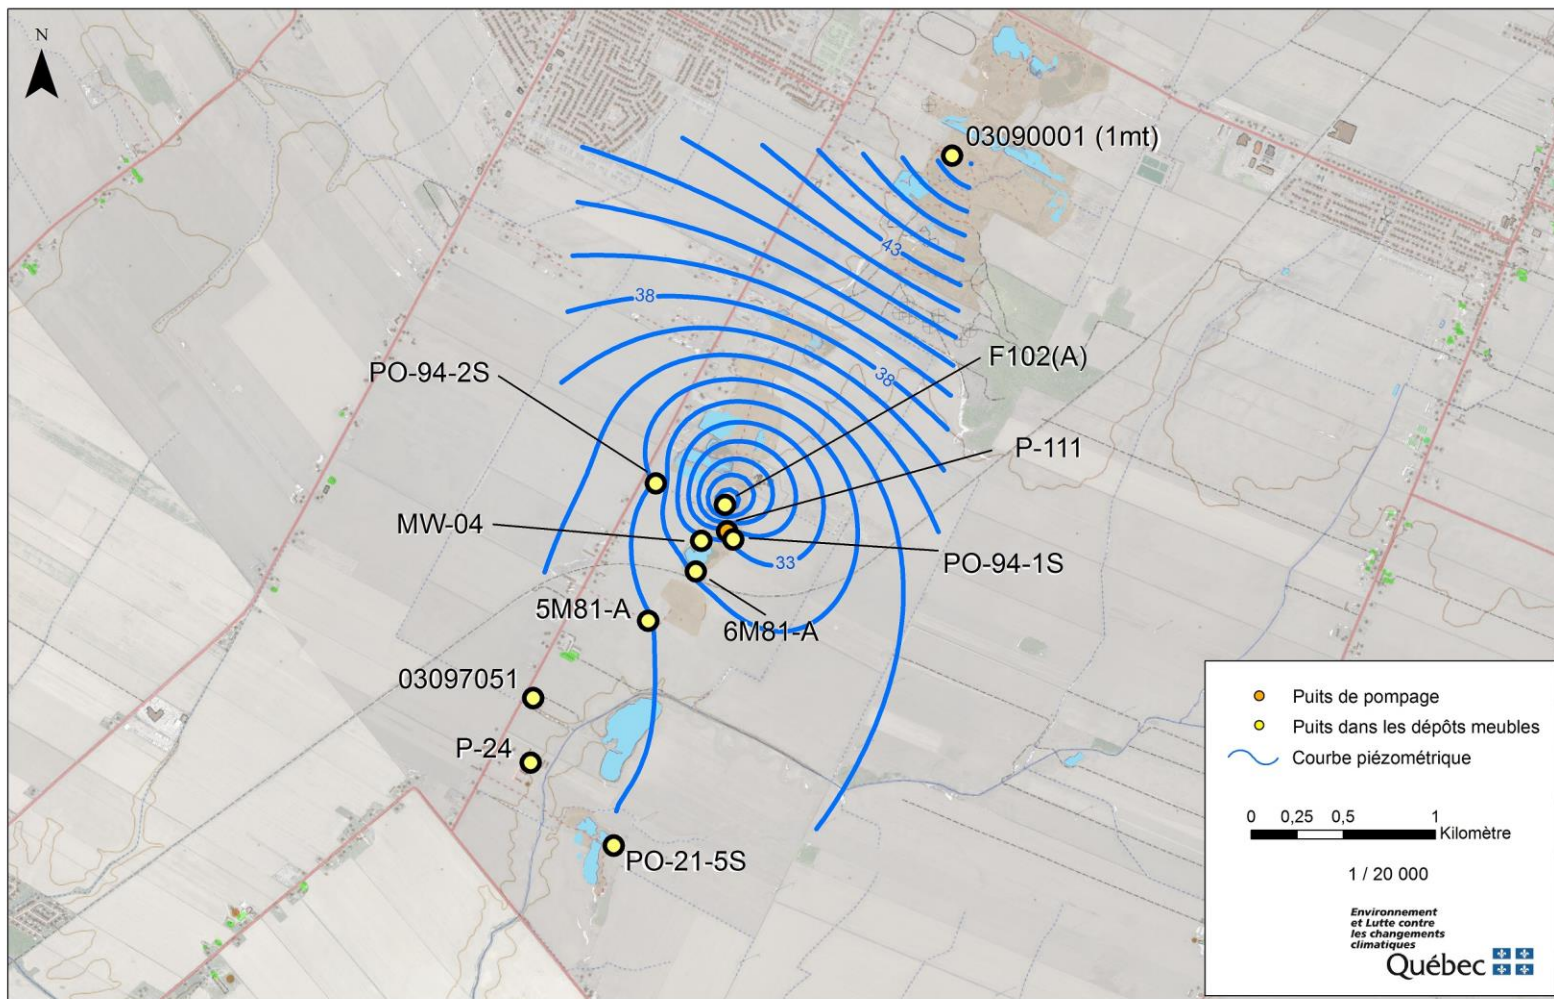 N
03090001 (1mt)
43
38
F102(A)
PO-94-2S
38
P-111
MW-04
PO-94-1S
33
5M81-A
6M81-A
03097051
P-24
PO-21-5S
Puits de pompage
Puits dans les dépôts meubles
Courbe piézométrique
0 0,25 0,5 1
Kilomètre
1 / 20 000
Environnement
et Lutte contre
les changements
climatiques
Québec